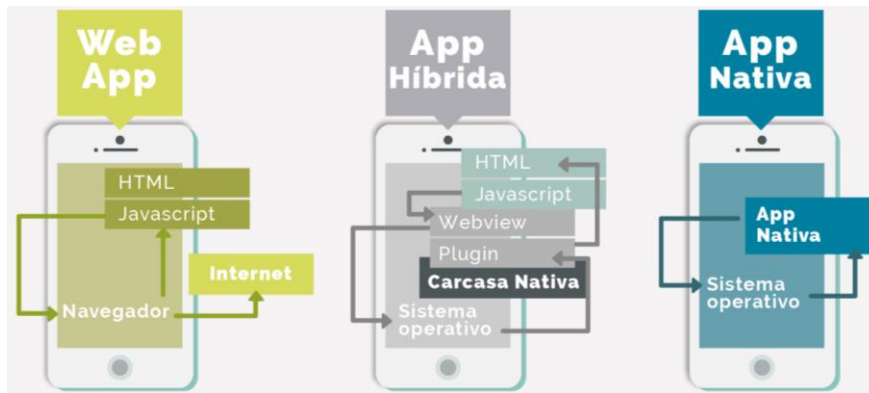 Web
App
HTML
Javascript
Internet
Navegador
App
Híbrida
HTML
Javascript
Webview
Plugin
Carcasa Nativa
Sistema
operativo
App
Nativa
App
Nativa
Sistema
operativo